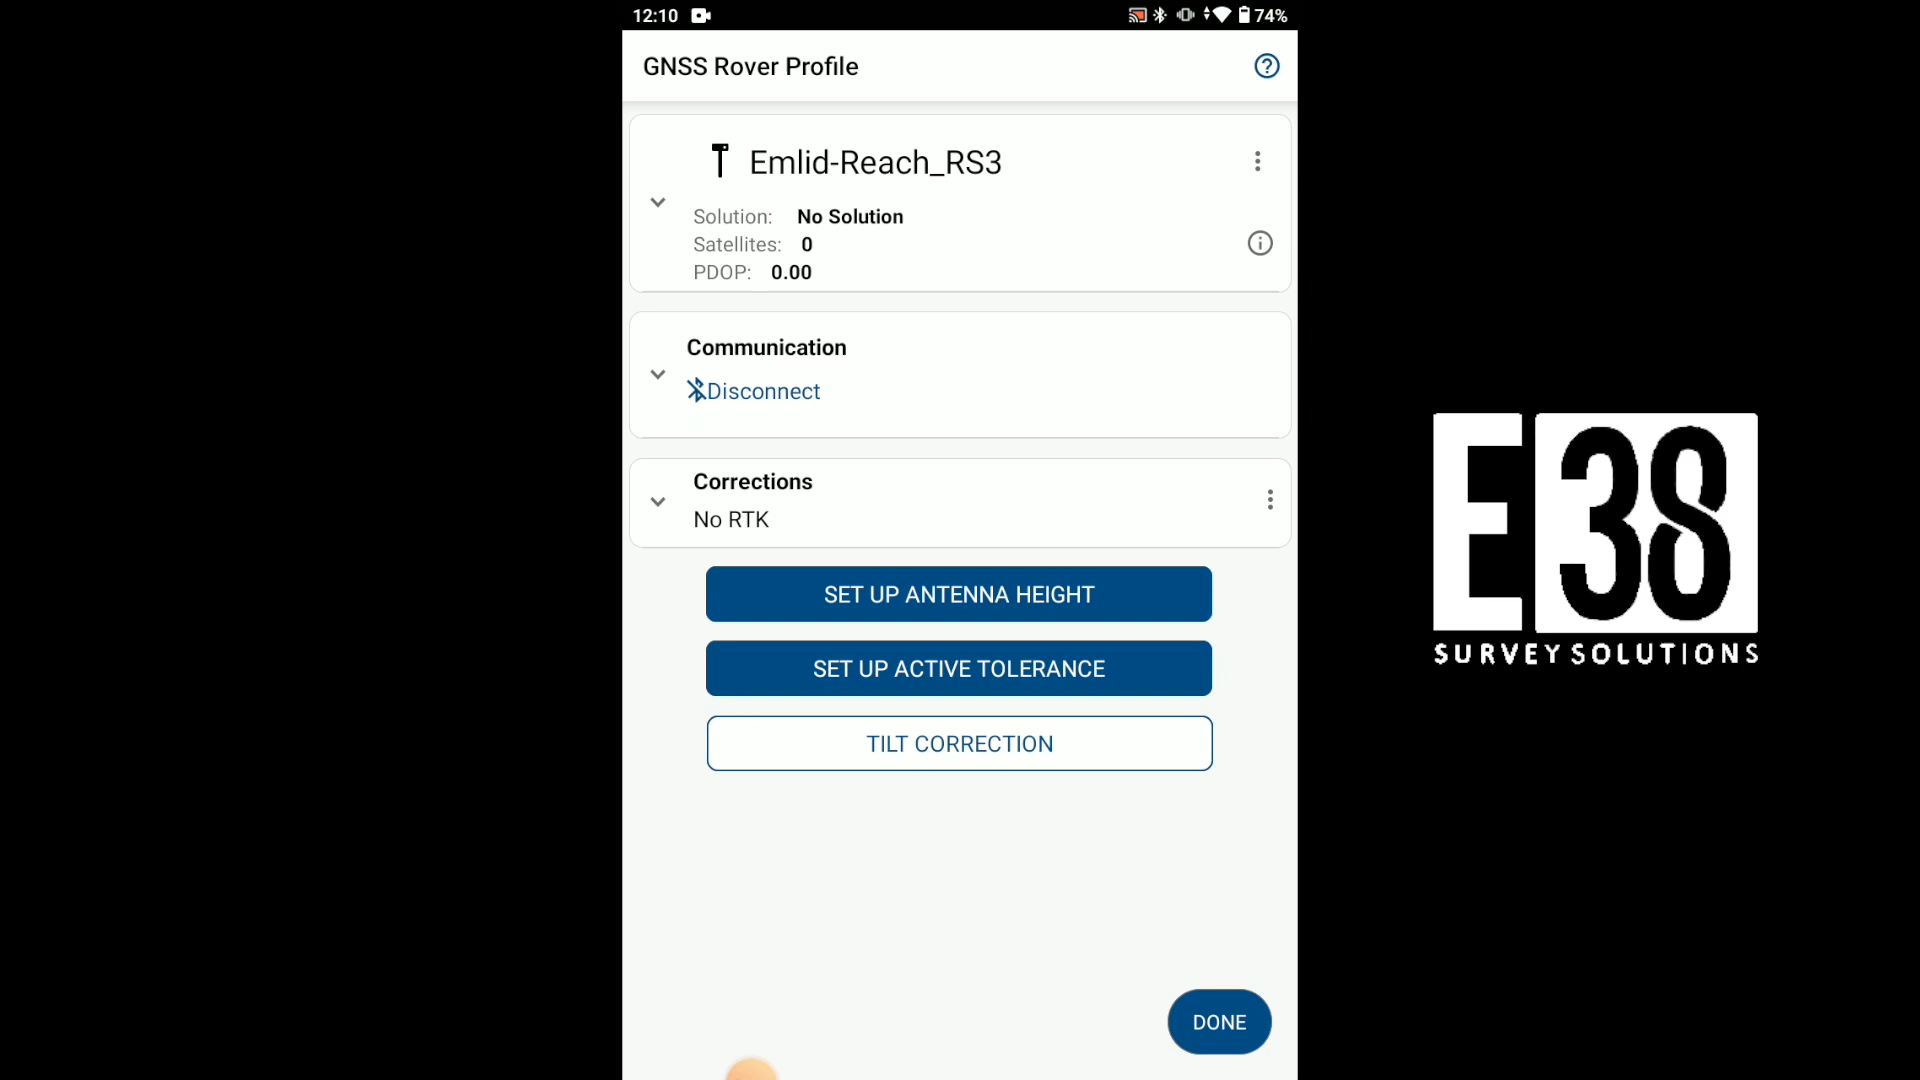 12:10
74%
GNSS Rover Profile
Emlid-Reach_RS3
Solution: No Solution
Satellites: 0
PDOP: 0.00
Communication
Disconnect
Corrections
No RTK
SET UP ANTENNA HEIGHT
SET UP ACTIVE TOLERANCE
TILT CORRECTION
DONE
E38
SURVEY SOLUTIONS